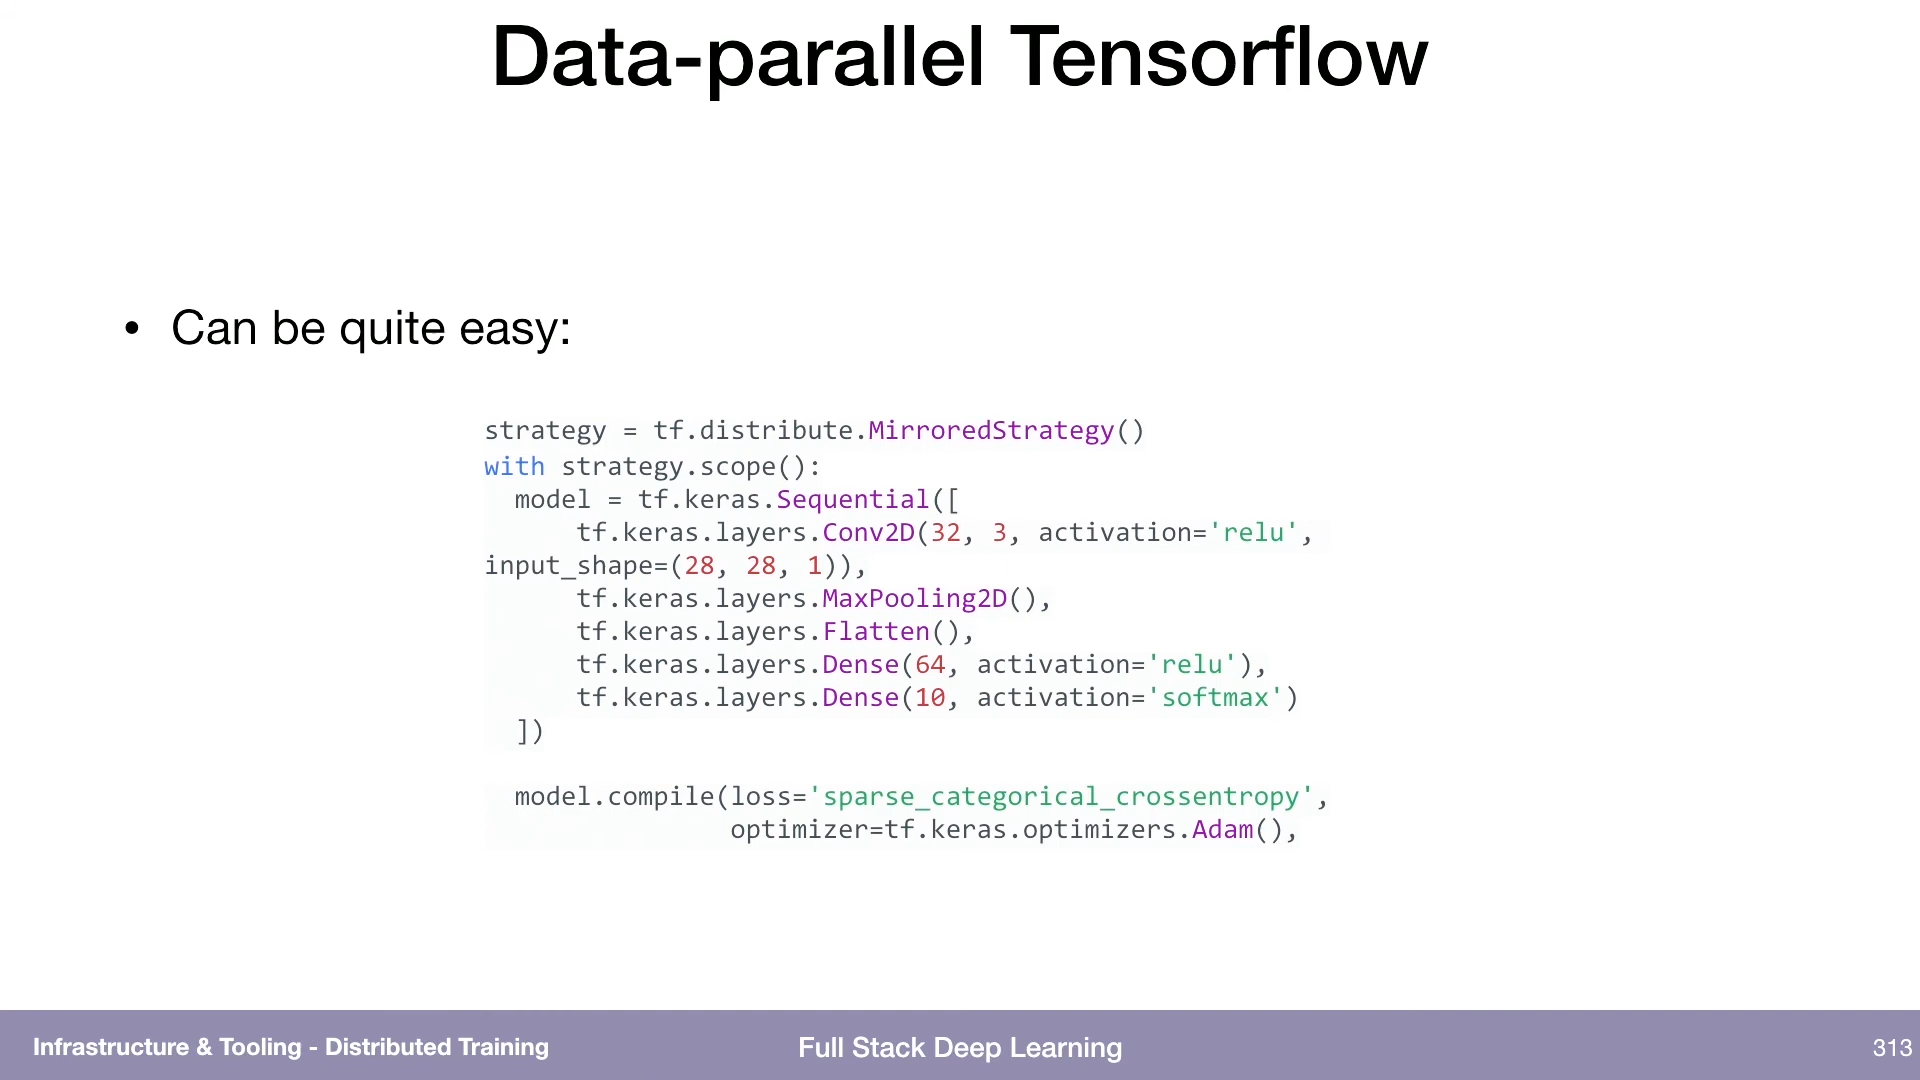 Data-parallel Tensorflow
• Can be quite easy:
strategy = tf.distribute.MirroredStrategy()
with strategy.scope():
  model = tf.keras.Sequential([
      tf.keras.layers.Conv2D(32, 3, activation='relu',
input_shape=(28, 28, 1)),
      tf.keras.layers.MaxPooling2D(),
      tf.keras.layers.Flatten(),
      tf.keras.layers.Dense(64, activation='relu'),
      tf.keras.layers.Dense(10, activation='softmax')
  ])
  model.compile(loss='sparse_categorical_crossentropy',
                optimizer=tf.keras.optimizers.Adam(),
Infrastructure & Tooling - Distributed Training
Full Stack Deep Learning
313